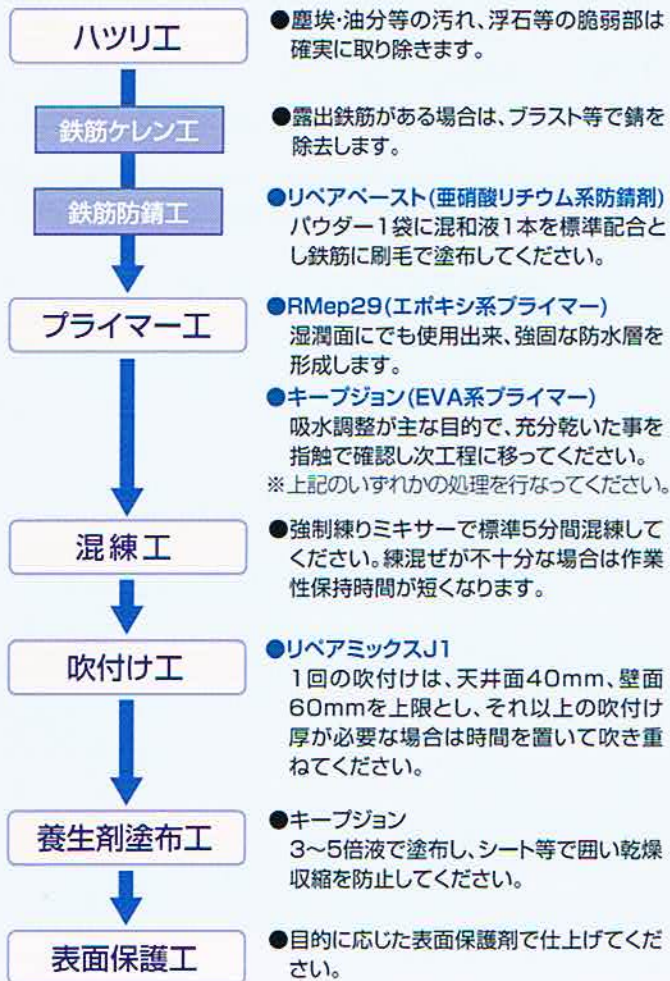 ハツリ工
●塵埃・油分等の汚れ、浮石等の脆弱部は
確実に取り除きます。
鉄筋ケレン工
●露出鉄筋がある場合は、ブラスト等で錆を
除去します。
鉄筋防錆工
●リペアペースト(亜硝酸リチウム系防錆剤)
パウダー1袋に混和液1本を標準配合と
し鉄筋に刷毛で塗布してください。
プライマー工
●RMep29(エポキシ系プライマー)
湿潤面にでも使用出来、強固な防水層を
形成します。
●キープジョン(EVA系プライマー)
吸水調整が主な目的で、充分乾いた事を
指触で確認し次工程に移ってください。
※上記のいずれかの処理を行なってください。
混練工
●強制練りミキサーで標準5分間混練して
ください。練混ぜが不十分な場合は作業
性保持時間が短くなります。
吹付け工
●リペアミックスJ1
1回の吹付けは、天井面40mm、壁面
60mmを上限とし、それ以上の吹付け
厚が必要な場合は時間を置いて吹き重
ねてください。
養生剤塗布工
●キープジョン
3〜5倍液で塗布し、シート等で囲い乾燥
収縮を防止してください。
表面保護工
●目的に応じた表面保護剤で仕上げてくだ
さい。